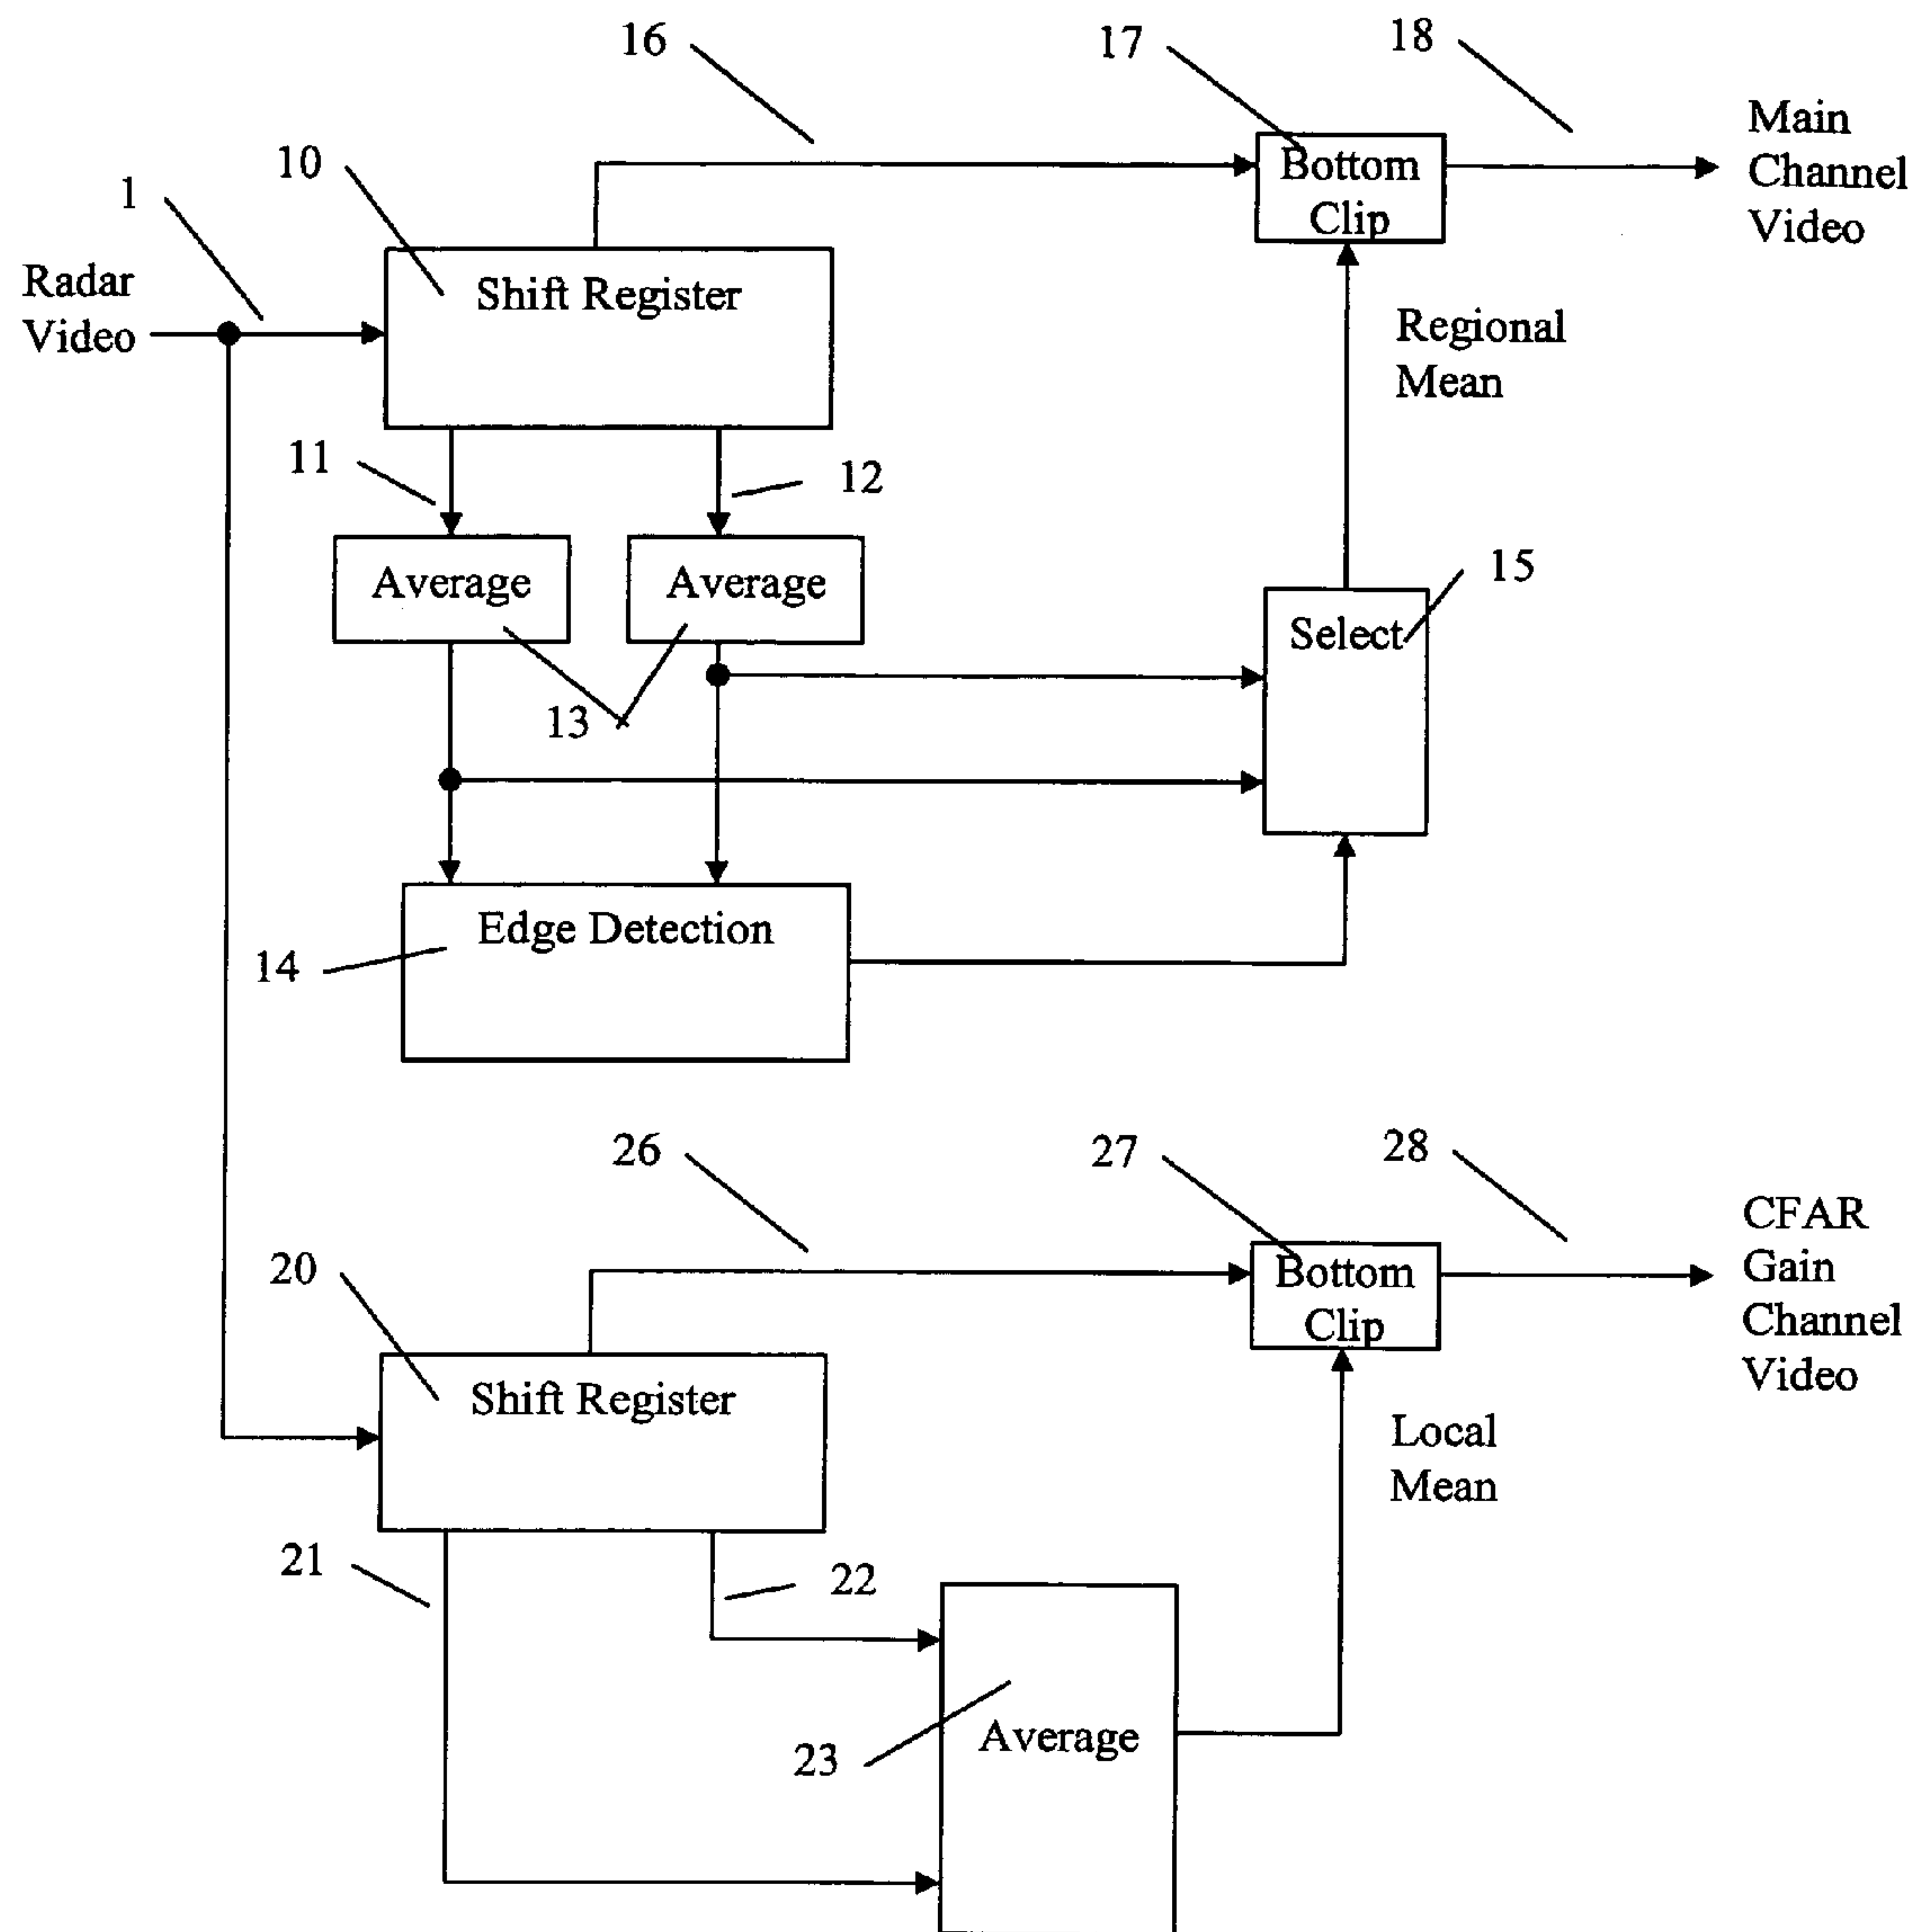 16
17
18
Main
Channel
Video
10
1
Bottom
Clip
Radar
Video
Shift Register
Regional
Mean
11
12
15
Average
Average
Select
13
Edge Detection
14
26
27
28
CFAR
Gain
Channel
Video
20
Bottom
Clip
Shift Register
Local
Mean
21
22
23
Average